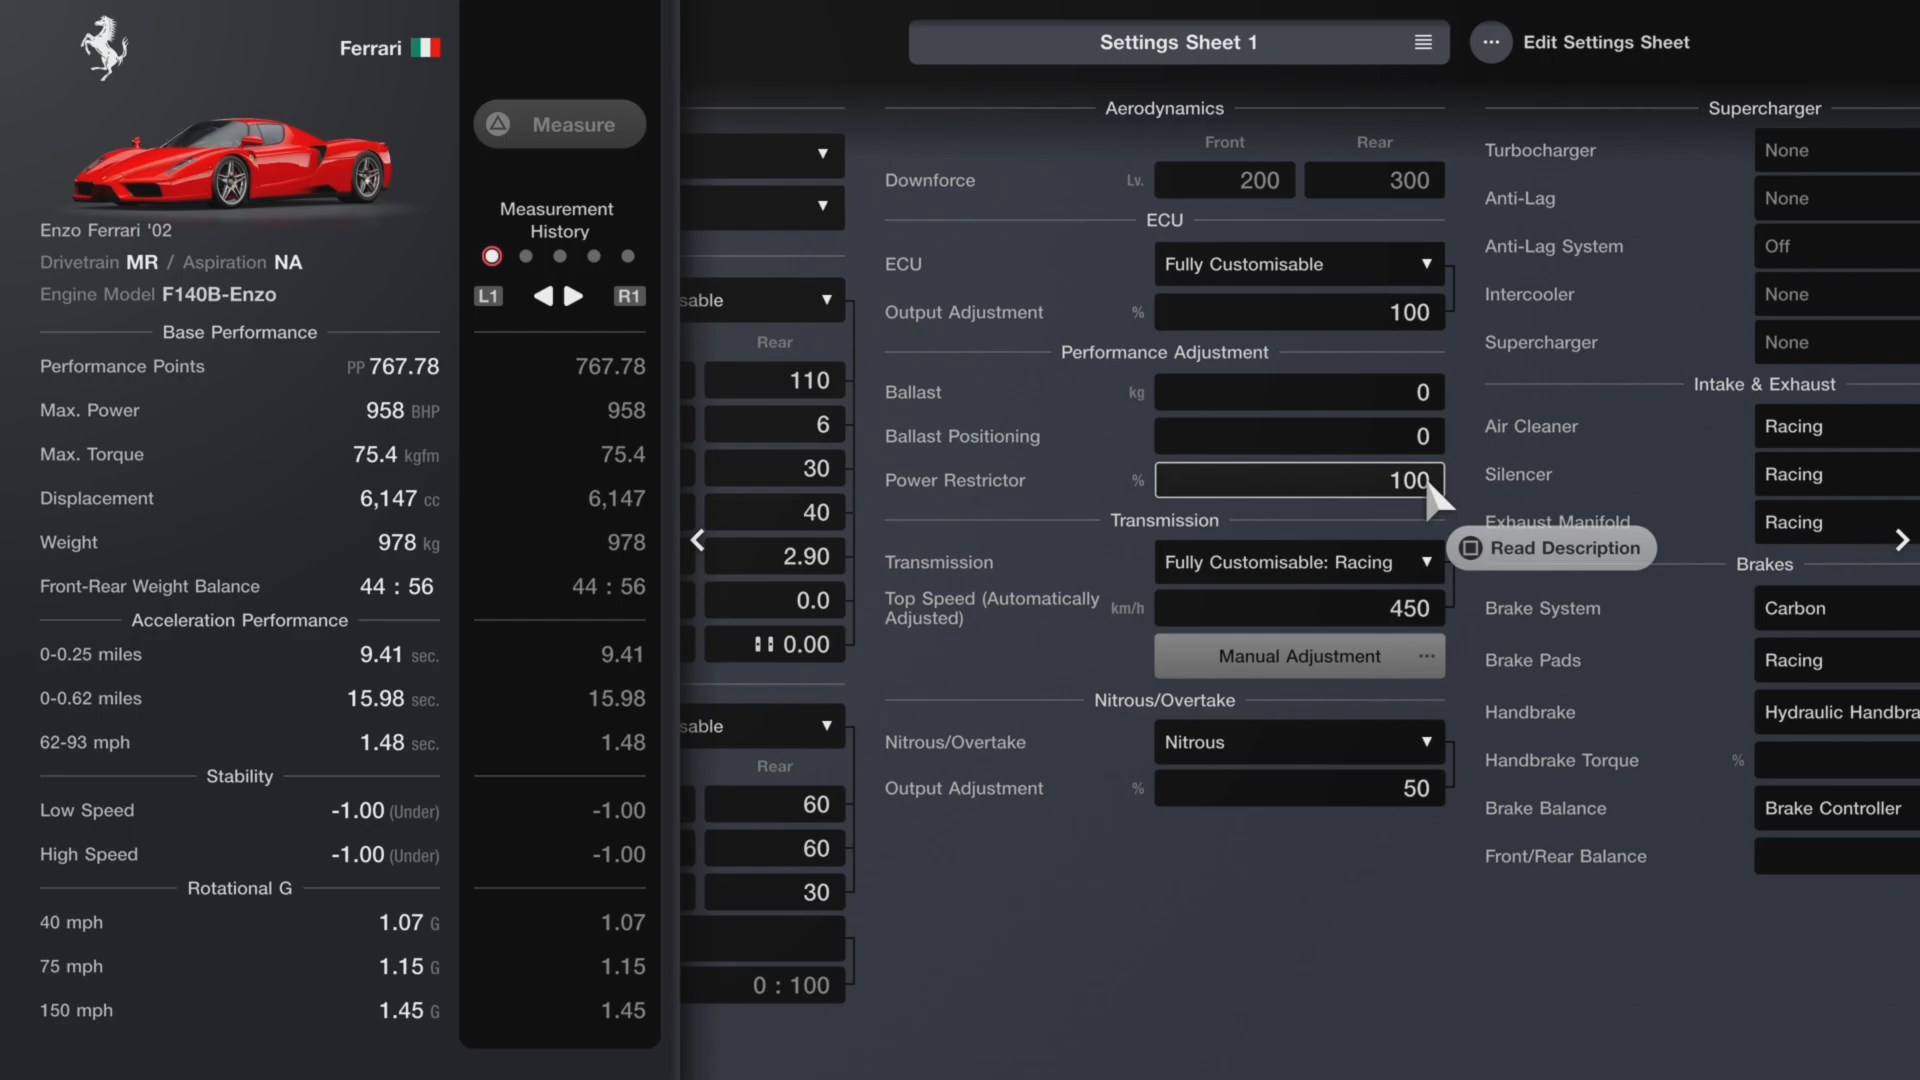 Ferrari
Enzo Ferrari '02
Drivetrain MR / Aspiration NA
Engine Model F140B-Enzo
Base Performance
Performance Points PP 767.78
Max. Power 958 BHP
Max. Torque 75.4 kgfm
Displacement 6,147 cc
Weight 978 kg
Front-Rear Weight Balance 44 : 56
Acceleration Performance
0-0.25 miles 9.41 sec.
0-0.62 miles 15.98 sec.
62-93 mph 1.48 sec.
Stability
Low Speed -1.00 (Under)
High Speed -1.00 (Under)
Rotational G
40 mph 1.07 G
75 mph 1.15 G
150 mph 1.45 G
Measure
Measurement
History
L1 R1
767.78
958
75.4
6,147
978
44 : 56
9.41
15.98
1.48
-1.00
-1.00
1.07
1.15
1.45
sable
Rear
110
6
30
40
2.90
0.0
0.00
sable
Rear
60
60
30
0 : 100
Settings Sheet 1
Edit Settings Sheet
Aerodynamics
Front Rear
Downforce Lv. 200 300
ECU
ECU Fully Customisable
Output Adjustment % 100
Performance Adjustment
Ballast kg 0
Ballast Positioning 0
Power Restrictor % 100
Transmission
Transmission Fully Customisable: Racing
Top Speed (Automatically
Adjusted) km/h 450
Manual Adjustment
Nitrous/Overtake
Nitrous/Overtake Nitrous
Output Adjustment % 50
Supercharger
Turbocharger None
Anti-Lag None
Anti-Lag System Off
Intercooler None
Supercharger None
Intake & Exhaust
Air Cleaner Racing
Silencer Racing
Exhaust Manifold Racing
Read Description
Brakes
Brake System Carbon
Brake Pads Racing
Handbrake Hydraulic Handbra
Handbrake Torque %
Brake Balance Brake Controller
Front/Rear Balance